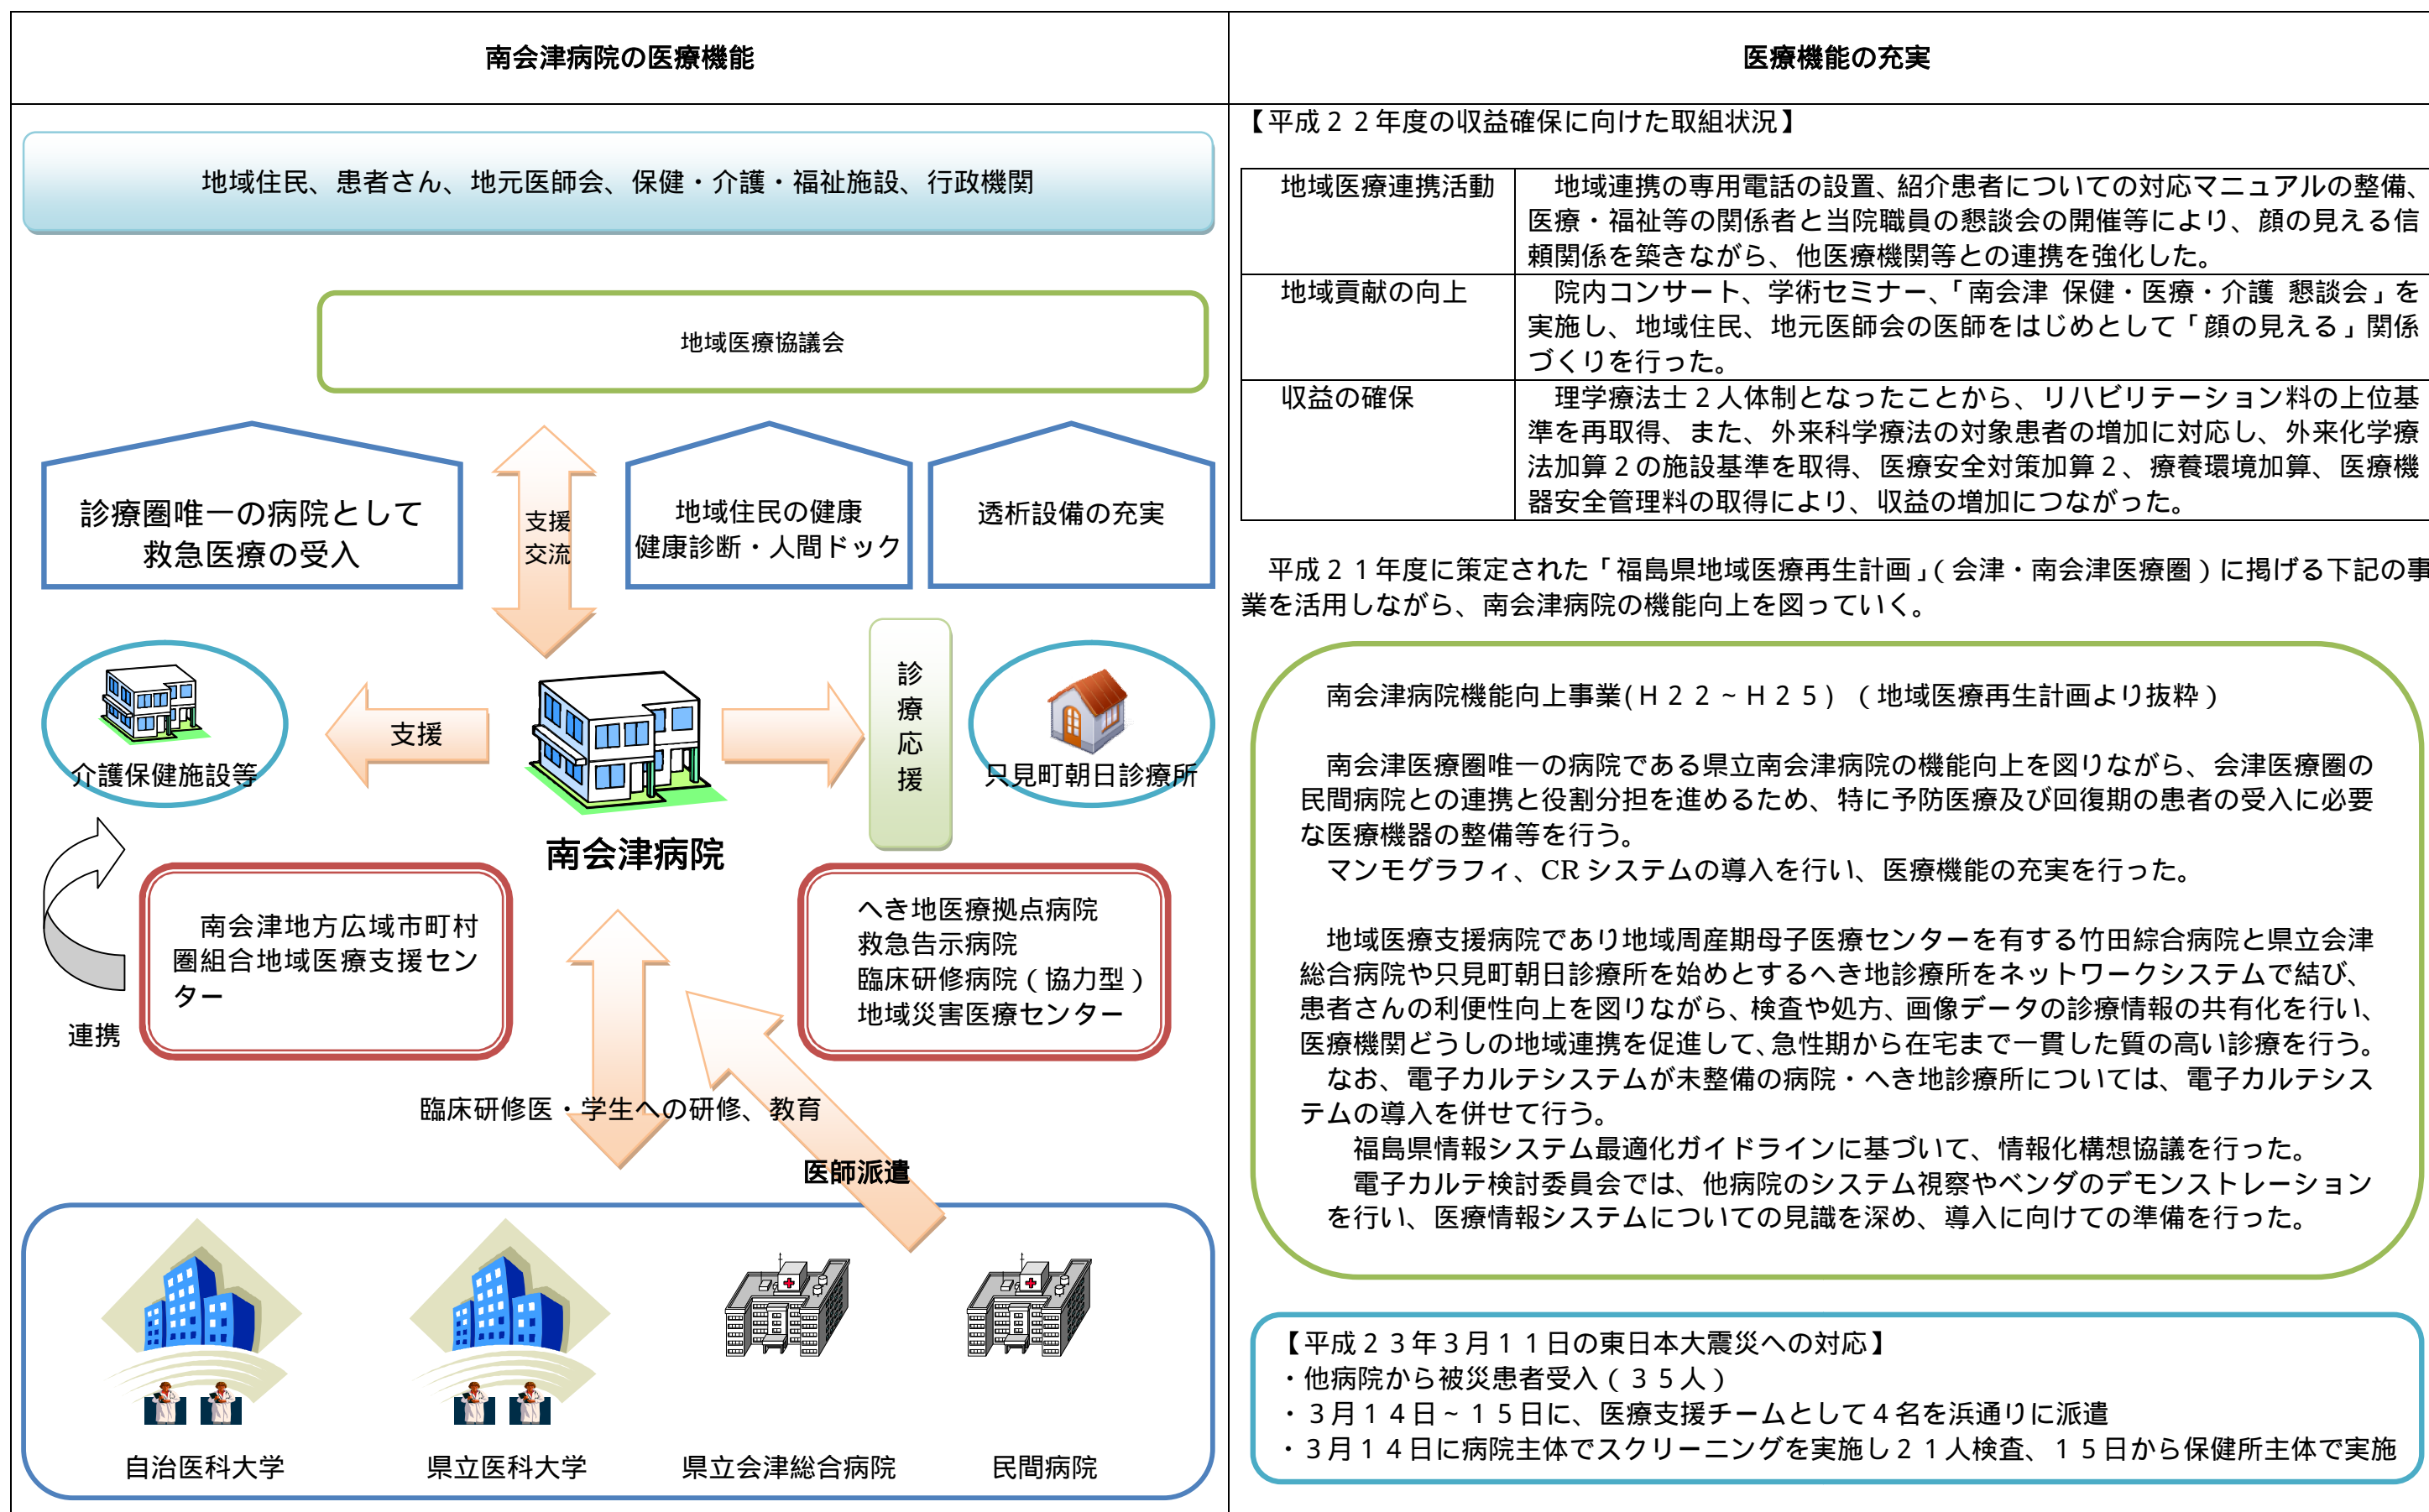 南会津病院の医療機能
地域住民、患者さん、地元医師会、保健・介護・福祉施設、行政機関
地域医療協議会
診療圏唯一の病院として
救急医療の受入
支援
交流
地域住民の健康
健康診断・人間ドック
透析設備の充実
介護保健施設等
支援
南会津病院
診
療
応
援
只見町朝日診療所
連携
南会津地方広域市町村
圏組合地域医療支援セン
ター
へき地医療拠点病院
救急告示病院
臨床研修病院(協力型)
地域災害医療センター
臨床研修医・学生への研修、教育
医師派遣
自治医科大学
県立医科大学
県立会津総合病院
民間病院
医療機能の充実
【平成22年度の収益確保に向けた取組状況】
地域医療連携活動
地域連携の専用電話の設置、紹介患者についての対応マニュアルの整備、
医療・福祉等の関係者と当院職員の懇談会の開催等により、顔の見える信
頼関係を築きながら、他医療機関等との連携を強化した。
地域貢献の向上
院内コンサート、学術セミナー、「南会津 保健・医療・介護 懇談会」を
実施し、地域住民、地元医師会の医師をはじめとして「顔の見える」関係
づくりを行った。
収益の確保
理学療法士2人体制となったことから、リハビリテーション料の上位基
準を再取得、また、外来科学療法の対象患者の増加に対応し、外来化学療
法加算2の施設基準を取得、医療安全対策加算2、療養環境加算、医療機
器安全管理料の取得により、収益の増加につながった。
平成21年度に策定された「福島県地域医療再生計画」(会津・南会津医療圏)に掲げる下記の事
業を活用しながら、南会津病院の機能向上を図っていく。
南会津病院機能向上事業(H22~H25) (地域医療再生計画より抜粋)
南会津医療圏唯一の病院である県立南会津病院の機能向上を図りながら、会津医療圏の
民間病院との連携と役割分担を進めるため、特に予防医療及び回復期の患者の受入に必要
な医療機器の整備等を行う。
マンモグラフィ、CRシステムの導入を行い、医療機能の充実を行った。
地域医療支援病院であり地域周産期母子医療センターを有する竹田綜合病院と県立会津
総合病院や只見町朝日診療所を始めとするへき地診療所をネットワークシステムで結び、
患者さんの利便性向上を図りながら、検査や処方、画像データの診療情報の共有化を行い、
医療機関どうしの地域連携を促進して、急性期から在宅まで一貫した質の高い診療を行う。
なお、電子カルテシステムが未整備の病院・へき地診療所については、電子カルテシス
テムの導入を併せて行う。
福島県情報システム最適化ガイドラインに基づいて、情報化構想協議を行った。
電子カルテ検討委員会では、他病院のシステム視察やベンダのデモンストレーション
を行い、医療情報システムについての見識を深め、導入に向けての準備を行った。
【平成23年3月11日の東日本大震災への対応】
・他病院から被災患者受入(35人)
・3月14日~15日に、医療支援チームとして4名を浜通りに派遣
・3月14日に病院主体でスクリーニングを実施し21人検査、15日から保健所主体で実施